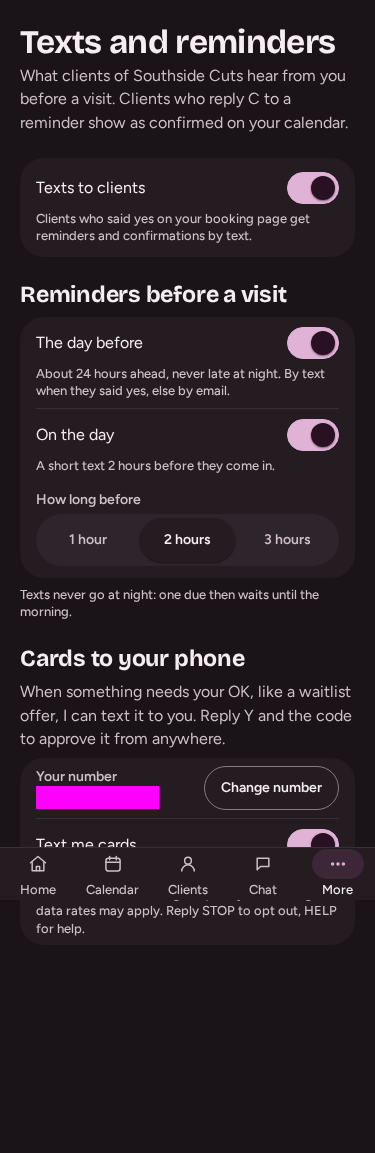 Texts and reminders
What clients of Southside Cuts hear from you
before a visit. Clients who reply C to a
reminder show as confirmed on your calendar.
Texts to clients
Clients who said yes on your booking page get
reminders and confirmations by text.
Reminders before a visit
The day before
About 24 hours ahead, never late at night. By text
when they said yes, else by email.
On the day
A short text 2 hours before they come in.
How long before
1 hour
2 hours
3 hours
Texts never go at night: one due then waits until the
morning.
Cards to your phone
When something needs your OK, like a waitlist
offer, I can text it to you. Reply Y and the code
to approve it from anywhere.
Your number
Change number
Text me cards
Home
Calendar
Clients
Chat
More
data rates may apply. Reply STOP to opt out, HELP
for help.